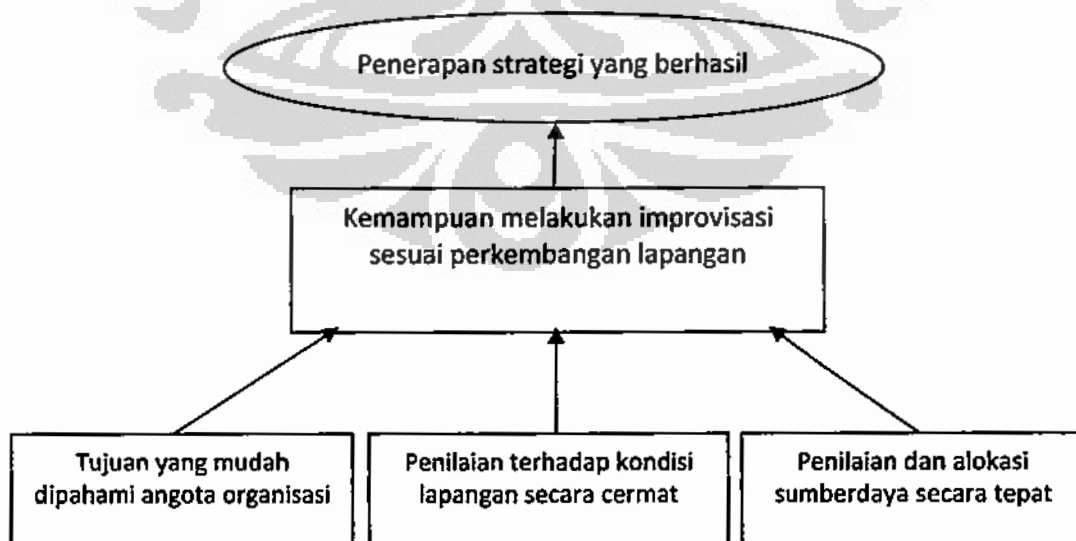 Penerapan strategi yang berhasil
Kemampuan melakukan improvisasi
sesuai perkembangan lapangan
Tujuan yang mudah
dipahami angota organisasi
Penilaian terhadap kondisi
lapangan secara cermat
Penilaian dan alokasi
sumberdaya secara tepat